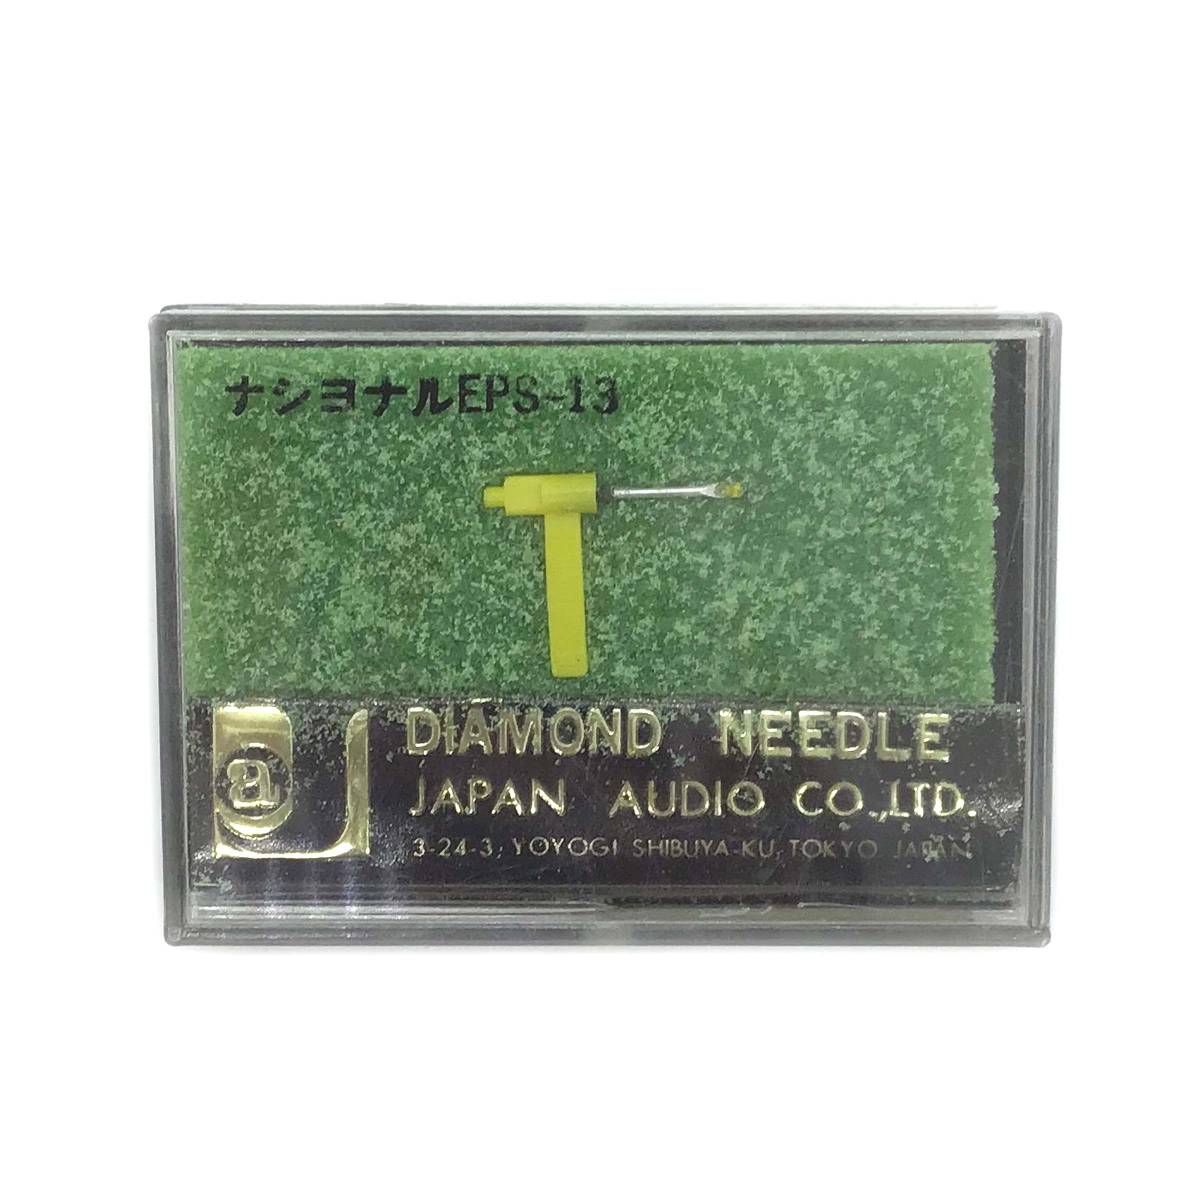 ナショナルEPS-13
a
DIAMOND NEEDLE
JAPAN AUDIO CO.,LTD.
3-24-3, YOYOGI SHIBUYA-KU, TOKYO JAPAN